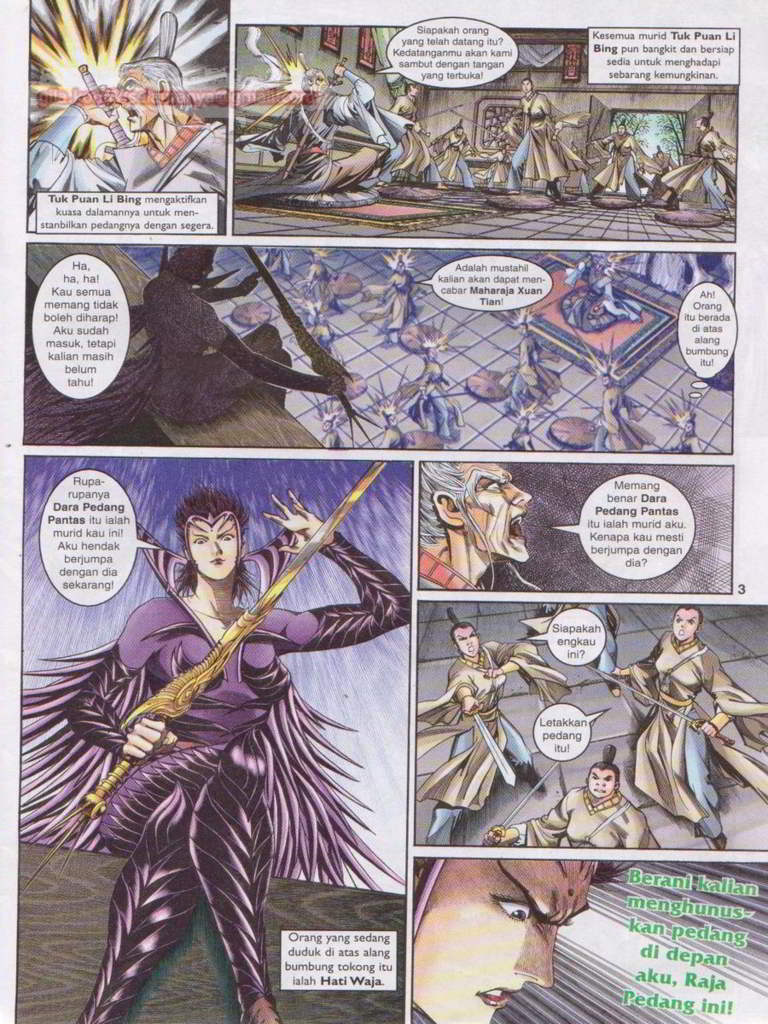 Tuk Puan Li Bing mengaktifkan
kuasa dalamannya untuk men-
stanbilkan pedangnya dengan segera.
Siapakah orang
yang telah datang itu?
Kedatanganmu akan kami
sambut dengan tangan
yang terbuka!
Kesemua murid Tuk Puan Li
Bing pun bangkit dan bersiap
sedia untuk menghadapi
sebarang kemungkinan.
Ha,
ha, ha!
Kau semua
memang tidak
boleh diharap!
Aku sudah
masuk, tetapi
kalian masih
belum
tahu!
Adalah mustahil
kalian akan dapat men-
cabar Maharaja Xuan
Tian!
Ah!
Orang
itu berada
di atas
alang
bumbung
itu!
Rupa-
rupanya
Dara Pedang
Pantas itu ialah
murid kau ini!
Aku hendak
berjumpa
dengan dia
sekarang!
Memang
benar Dara
Pedang Pantas
itu ialah murid aku.
Kenapa kau mesti
berjumpa dengan
dia?
3
Siapakah
engkau
ini?
Letakkan
pedang
itu!
Orang yang sedang
duduk di atas alang
bumbung tokong itu
ialah Hati Waja.
Berani kalian
menghunus-
kan pedang
di depan
aku, Raja
Pedang ini!